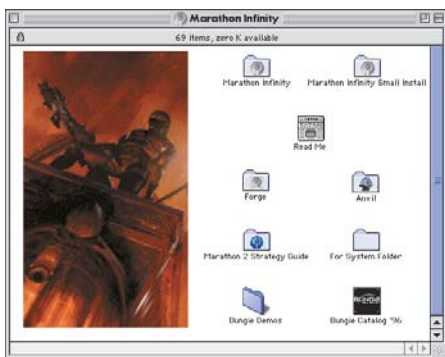 Marathon Infinity
69 items, zero K available
Marathon Infinity
Marathon Infinity Small Install
Read Me
Forge
Anvil
Marathon 2 Strategy Guide
For System Folder
Bungie Demos
BUNGIE
Bungie Catalog '96